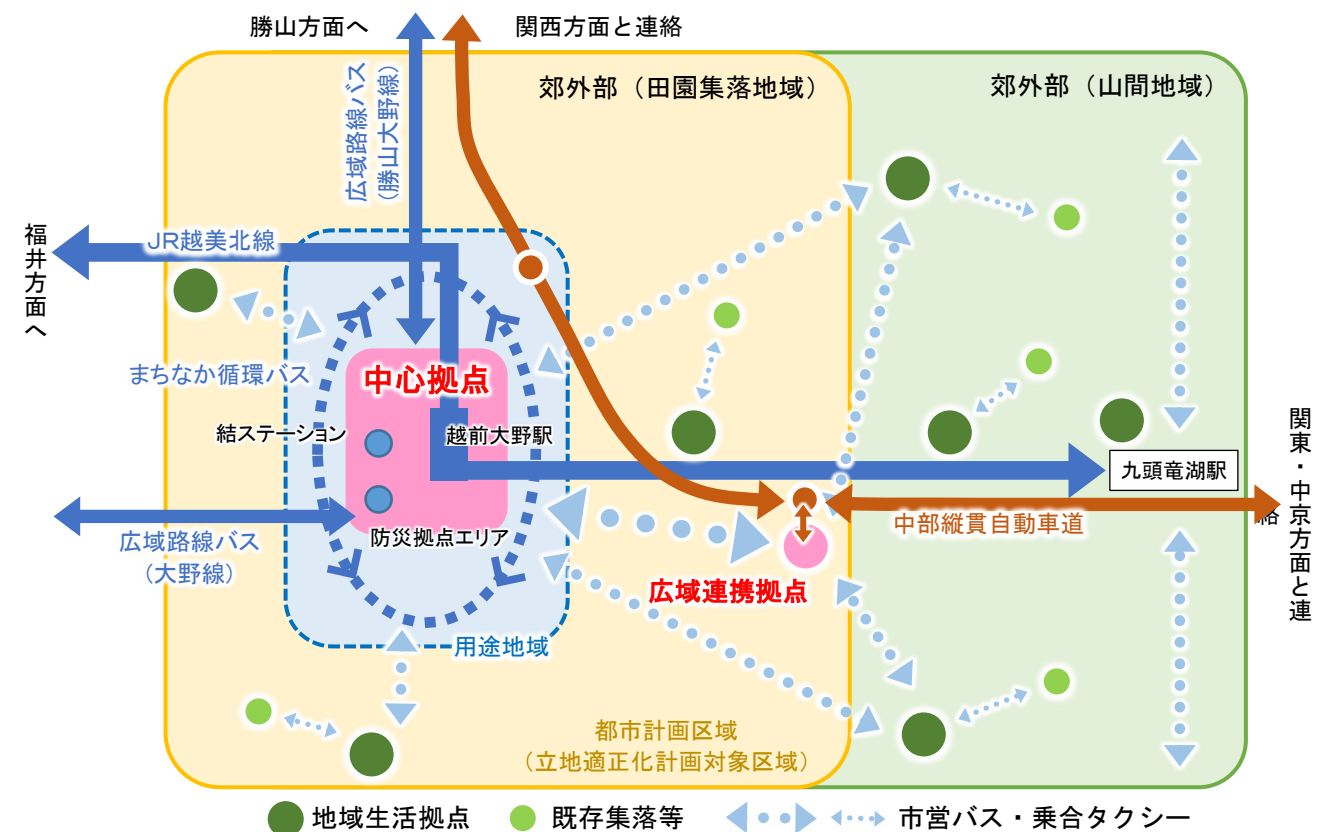 勝山方面へ
関西方面と連絡
郊外部（田園集落地域）
郊外部（山間地域）
広域路線バス
（勝山大野線）
福井方面へ
JR越美北線
まちなか循環バス
中心拠点
結ステーション
越前大野駅
九頭竜湖駅
関東・中京方面と連
絡
中部縦貫自動車道
防災拠点エリア
広域路線バス
（大野線）
広域連携拠点
用途地域
都市計画区域
（立地適正化計画対象区域）
地域生活拠点
既存集落等
市営バス・乗合タクシー